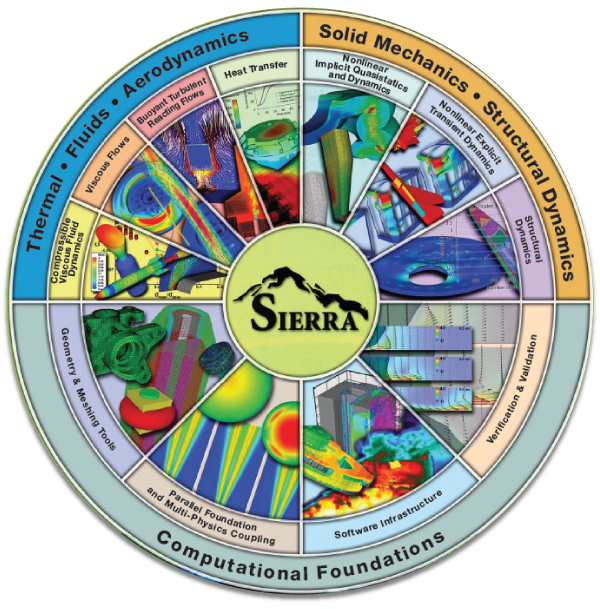 Thermal • Fluids • Aerodynamics
Solid Mechanics • Structural Dynamics
Compressible
Viscous Fluid
Dynamics
Viscous Flows
Buoyant Turbulent
Reacting Flows
Heat Transfer
Nonlinear
Implicit Quasistatics
and Dynamics
Nonlinear Explicit
Transient Dynamics
Structural
Dynamics
SIERRA
Geometry & Meshing Tools
Parallel Foundation
and Multi-Physics Coupling
Software Infrastructure
Verification & Validation
Computational Foundations